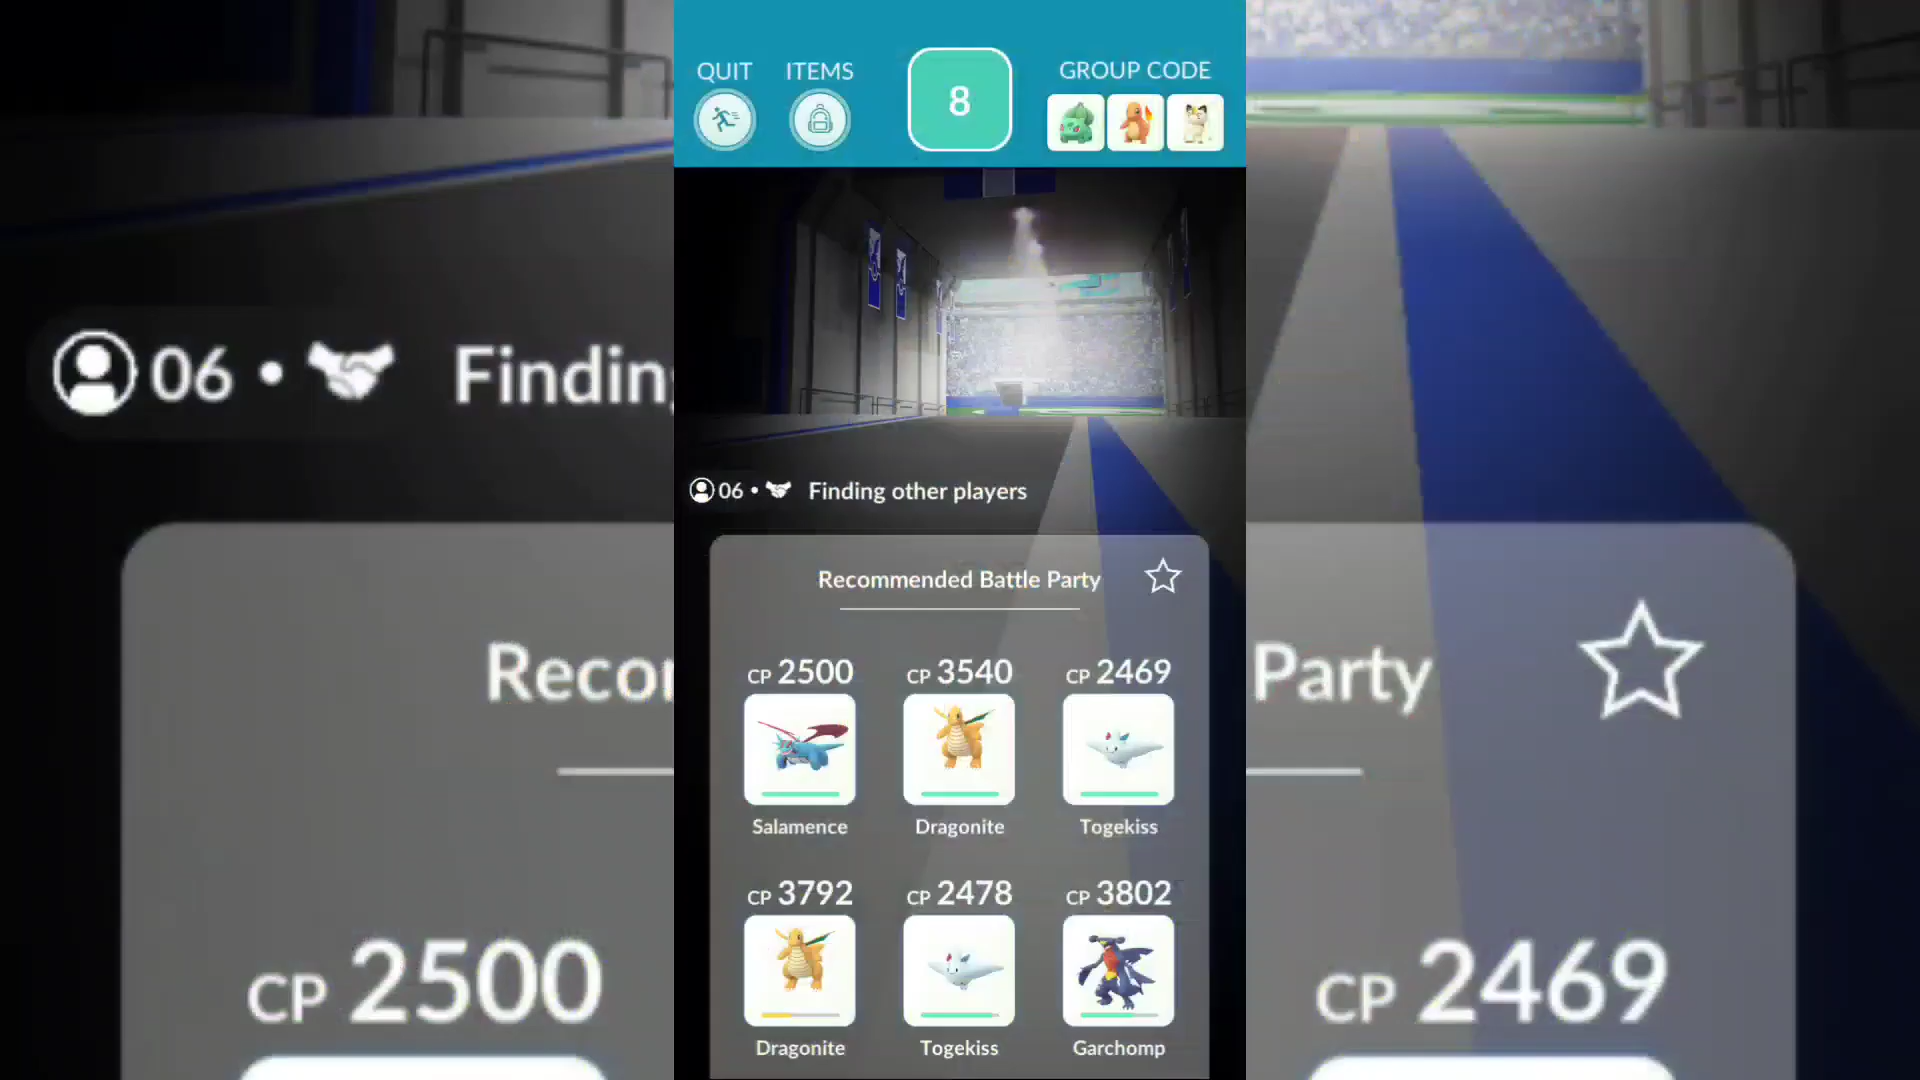 QUIT ITEMS 8 GROUP CODE
06 • Finding other players
Recommended Battle Party
CP 2500 CP 3540 CP 2469
Salamence Dragonite Togekiss
CP 3792 CP 2478 CP 3802
Dragonite Togekiss Garchomp
06 • Findin
Recor
Party
CP 2500
CP 2469